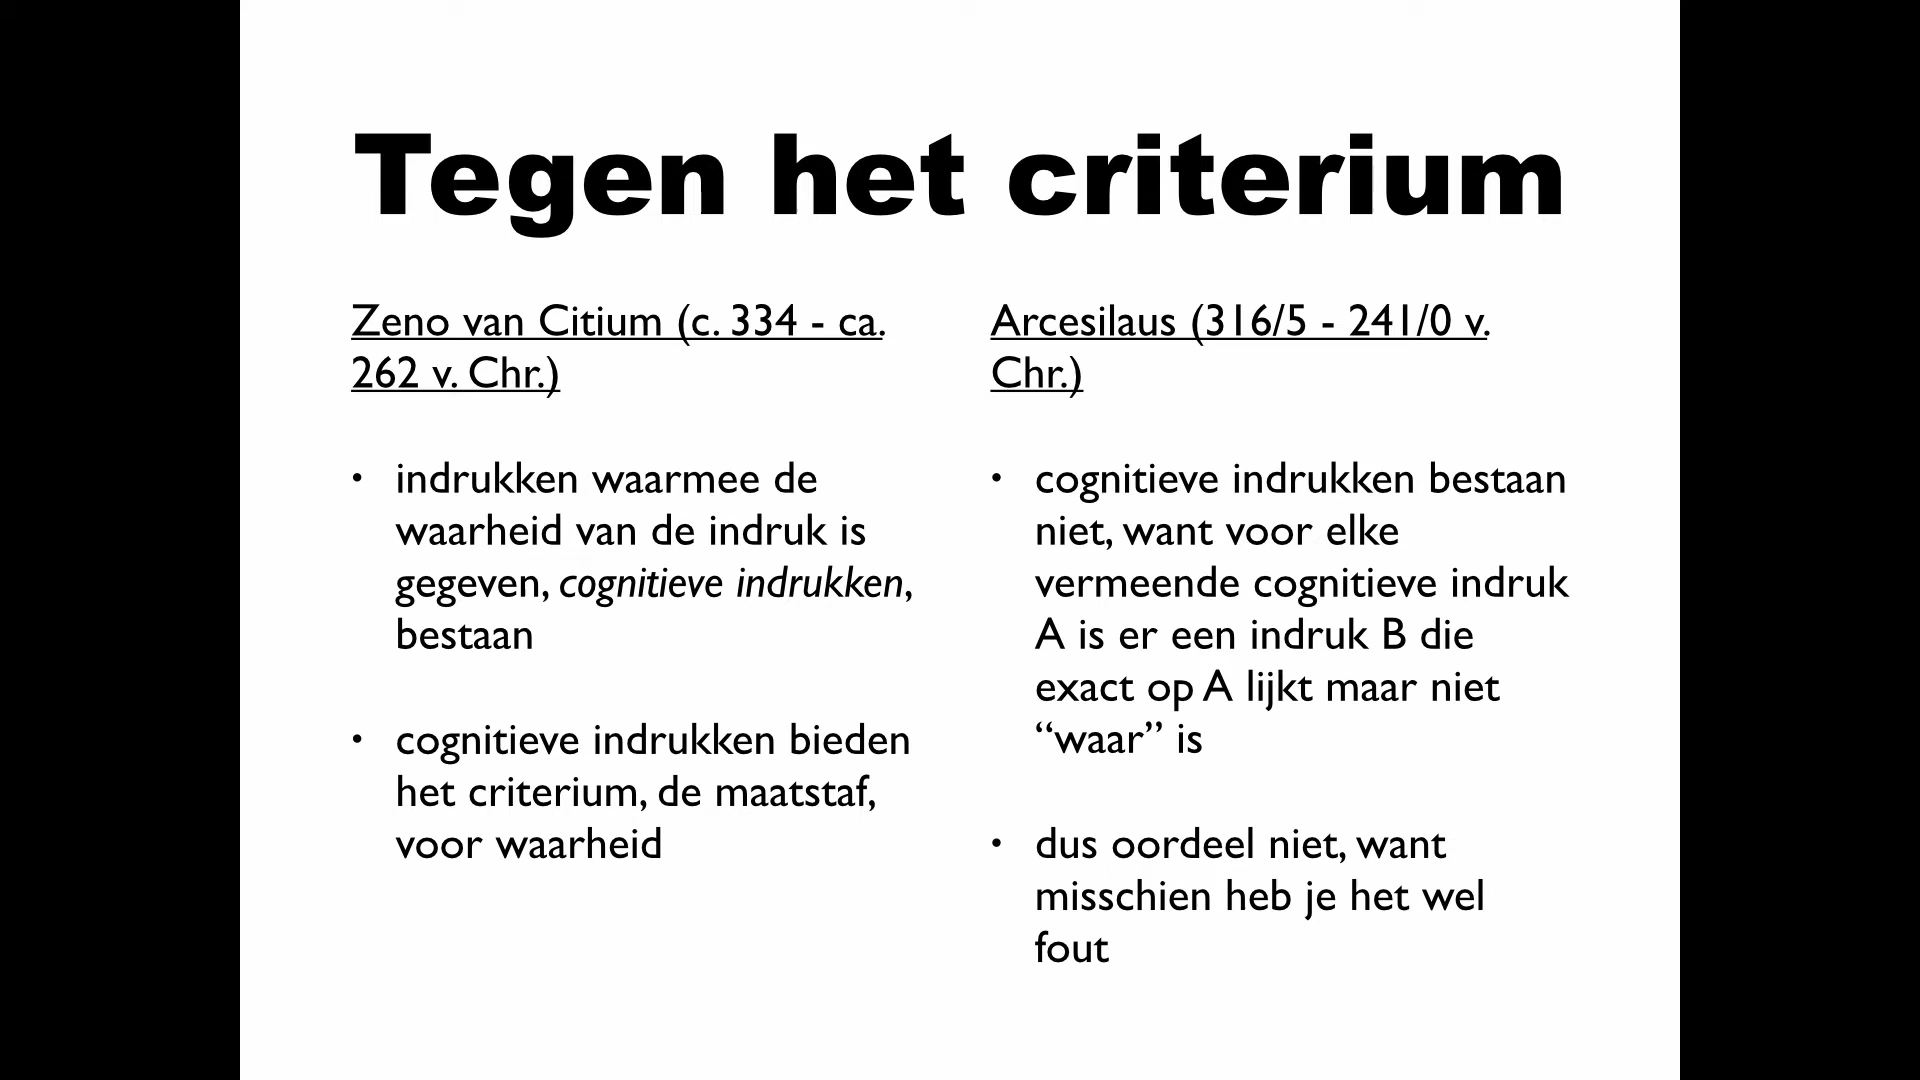 Tegen het criterium
Zeno van Citium (c. 334 - ca.
262 v. Chr.)
• indrukken waarmee de
waarheid van de indruk is
gegeven, cognitieve indrukken,
bestaan
• cognitieve indrukken bieden
het criterium, de maatstaf,
voor waarheid
Arcesilaus (316/5 - 241/0 v.
Chr.)
• cognitieve indrukken bestaan
niet, want voor elke
vermeende cognitieve indruk
A is er een indruk B die
exact op A lijkt maar niet
“waar” is
• dus oordeel niet, want
misschien heb je het wel
fout